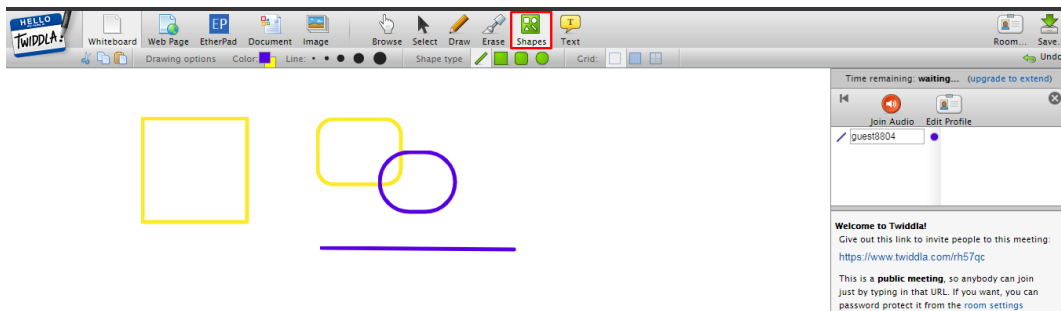 HELLO
my name is
TWIDDLA!
Whiteboard Web Page EtherPad Document Image Browse Select Draw Erase Shapes Text Room... Save.
EP
T
Drawing options Color: Line: Shape type Grid: Undo
Time remaining: waiting... (upgrade to extend)
Join Audio Edit Profile
guest8804
Welcome to Twiddla!
Give out this link to invite people to this meeting:
https://www.twiddla.com/rh57qc
This is a public meeting, so anybody can join
just by typing in that URL. If you want, you can
password protect it from the room settings